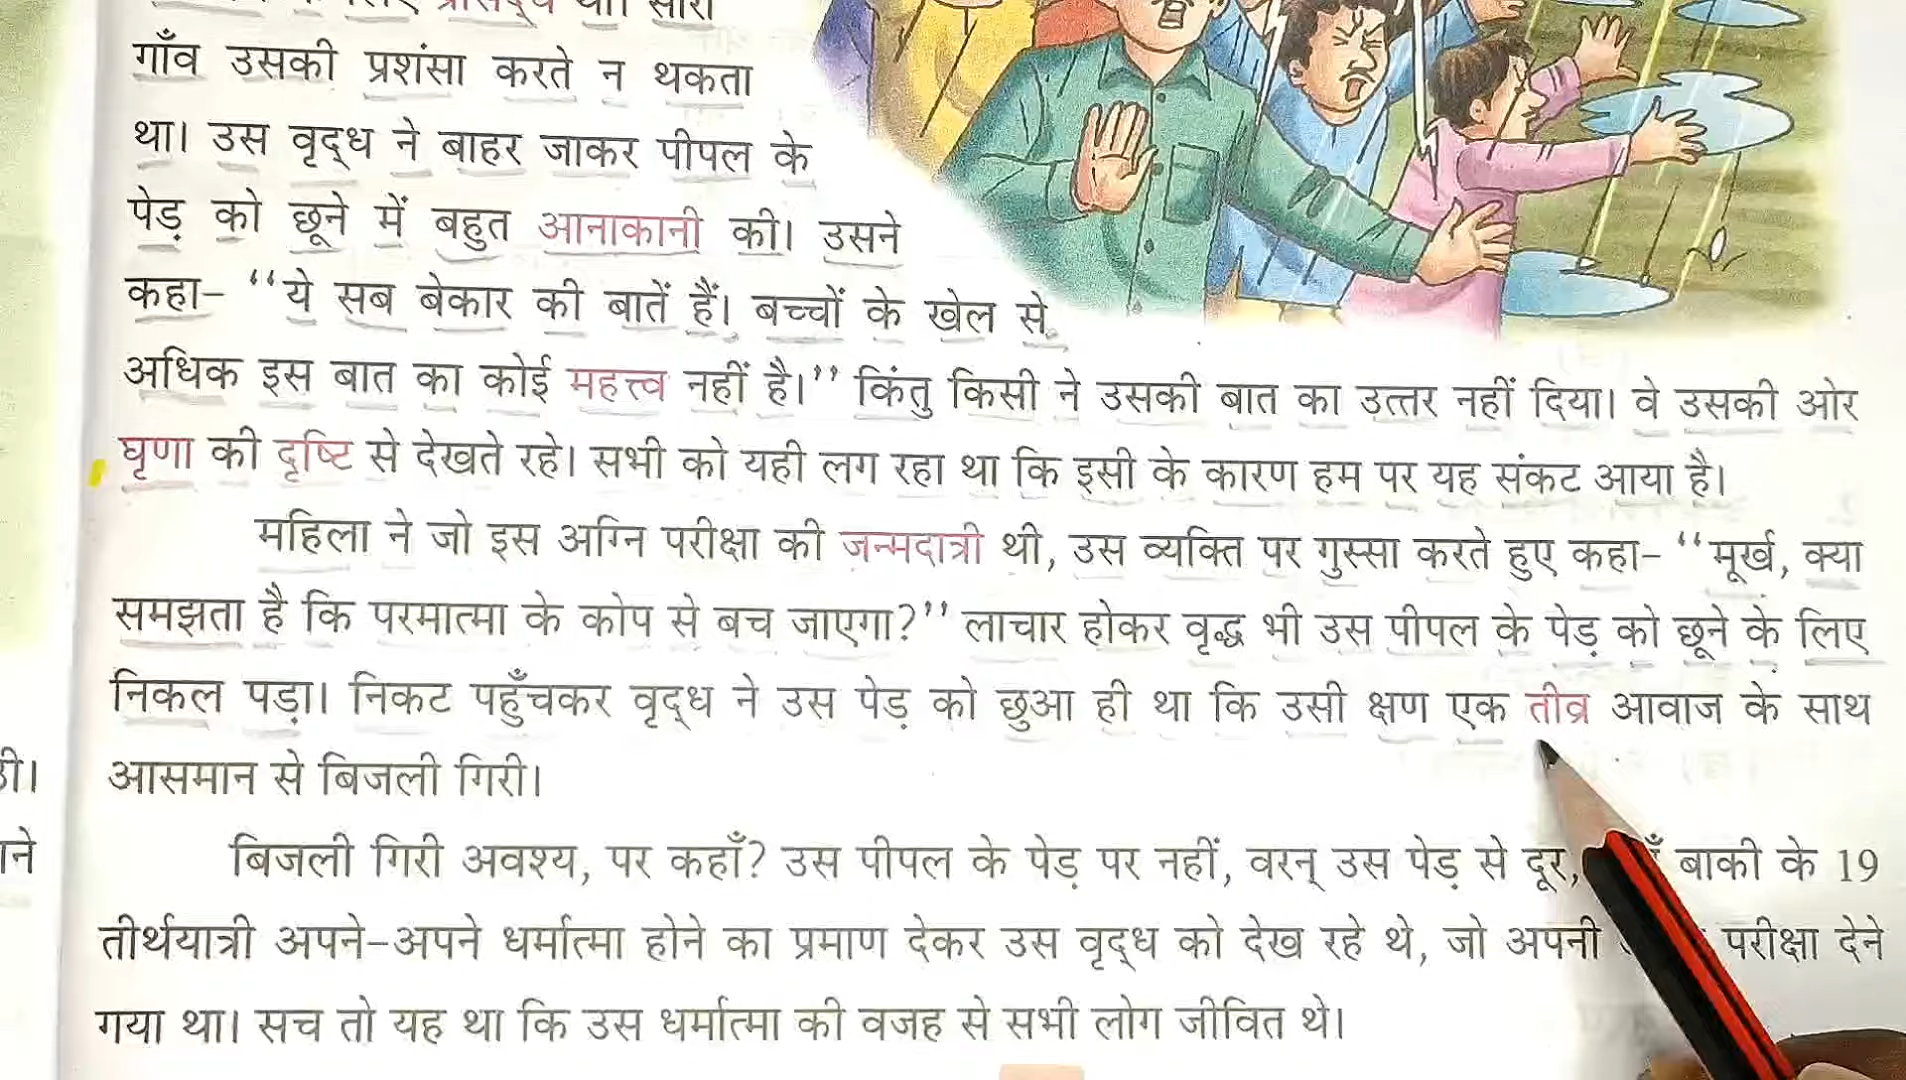 गाँव उसकी प्रशंसा करते न थकता
था। उस वृद्ध ने बाहर जाकर पीपल के
पेड़ को छूने में बहुत आनाकानी की। उसने
कहा– “ये सब बेकार की बातें हैं। बच्चों के खेल से
अधिक इस बात का कोई महत्त्व नहीं है।” किंतु किसी ने उसकी बात का उत्तर नहीं दिया। वे उसकी ओर
घृणा की दृष्टि से देखते रहे। सभी को यही लग रहा था कि इसी के कारण हम पर यह संकट आया है।
महिला ने जो इस अग्नि परीक्षा की जन्मदात्री थी, उस व्यक्ति पर गुस्सा करते हुए कहा– “मूर्ख, क्या
समझता है कि परमात्मा के कोप से बच जाएगा?” लाचार होकर वृद्ध भी उस पीपल के पेड़ को छूने के लिए
निकल पड़ा। निकट पहुँचकर वृद्ध ने उस पेड़ को छुआ ही था कि उसी क्षण एक तीव्र आवाज के साथ
आसमान से बिजली गिरी।
बिजली गिरी अवश्य, पर कहाँ? उस पीपल के पेड़ पर नहीं, वरन् उस पेड़ से दूर, बाकी के 19
तीर्थयात्री अपने-अपने धर्मात्मा होने का प्रमाण देकर उस वृद्ध को देख रहे थे, जो अपनी परीक्षा देने
गया था। सच तो यह था कि उस धर्मात्मा की वजह से सभी लोग जीवित थे।